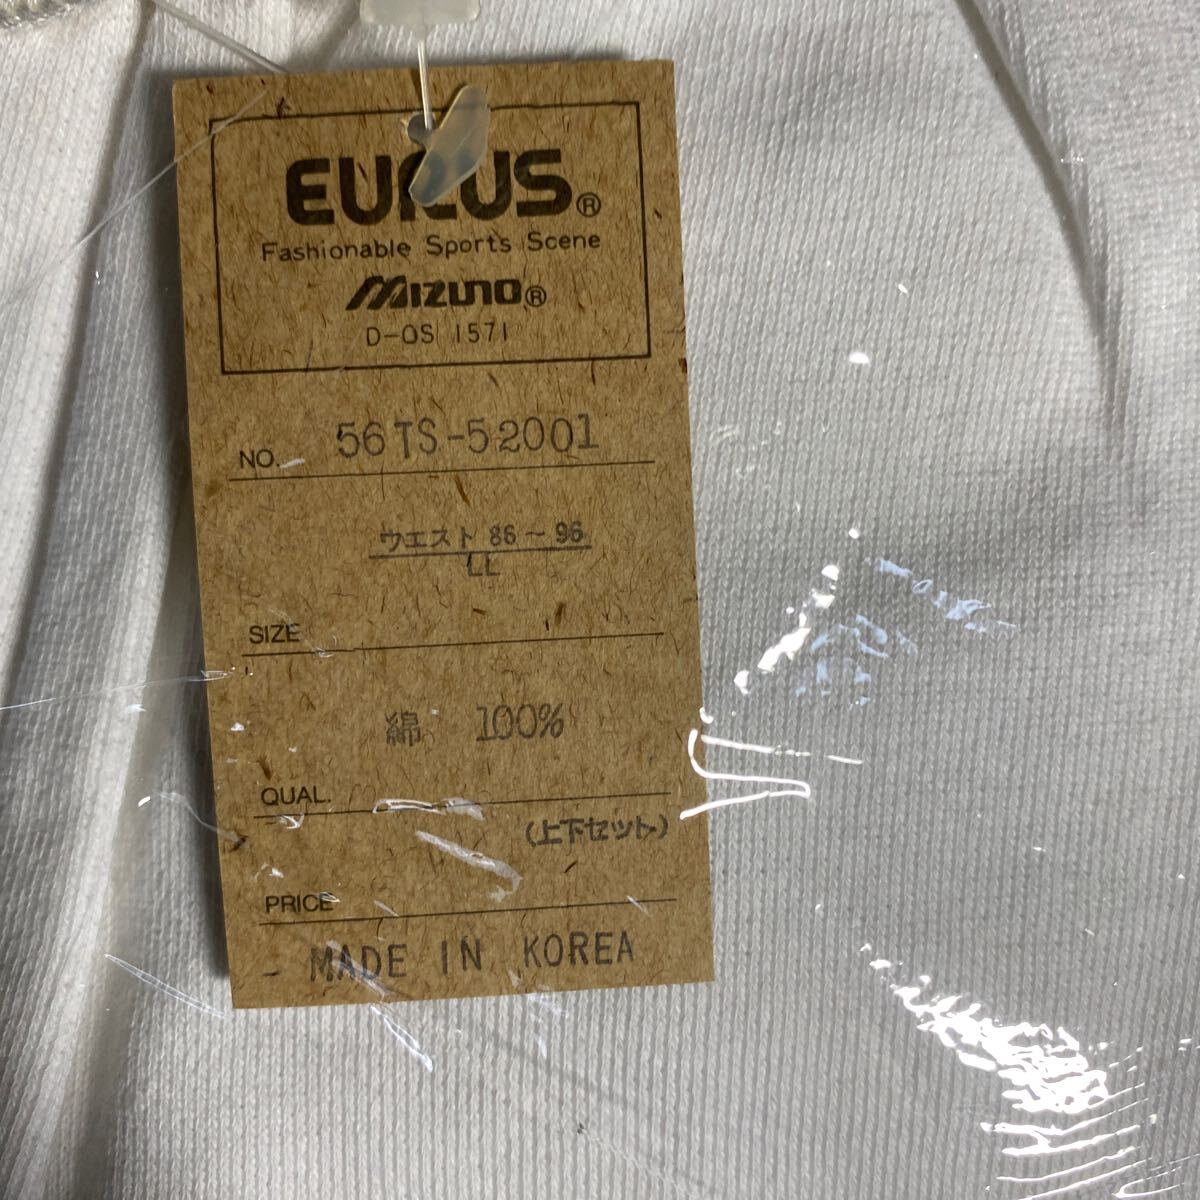 EURUS®
Fashionable Sports Scene
Mizuno®
D-OS 1571
NO. 56TS-52001
ウエスト 86～96
LL
SIZE
綿 100%
QUAL.
(上下セット)
PRICE
MADE IN KOREA